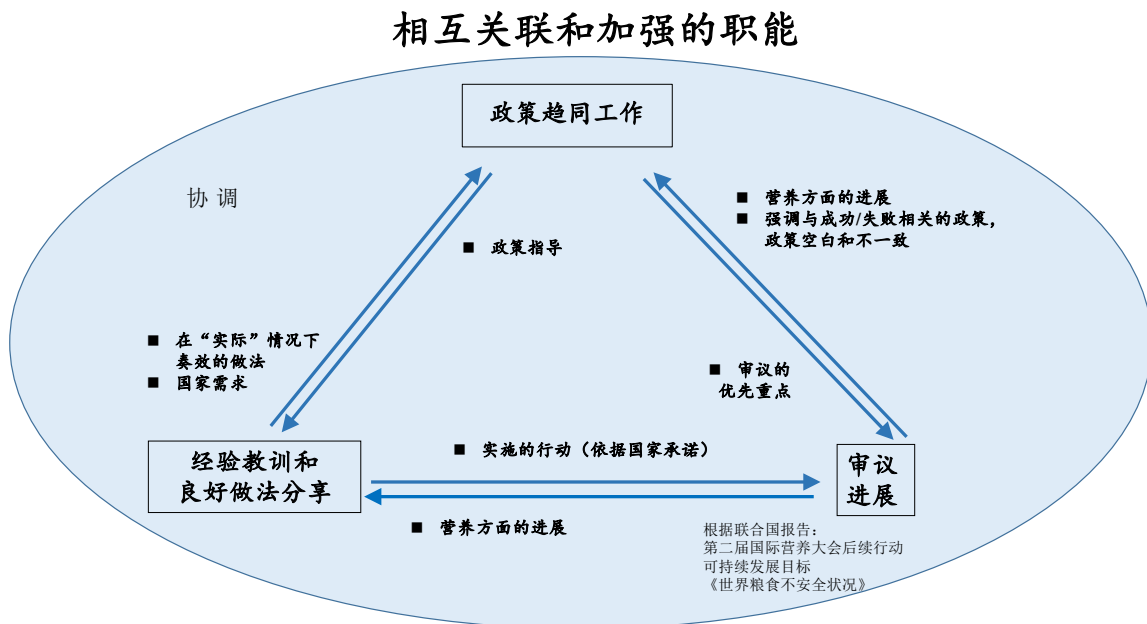 相互关联和加强的职能
政策趋同工作
协 调
■ 营养方面的进展
■ 强调与成功/失败相关的政策，
政策空白和不一致
■ 政策指导
■ 在“实际”情况下
奏效的做法
■ 国家需求
■ 审议的
优先重点
经验教训和
良好做法分享
■ 实施的行动（依据国家承诺）
审议
进展
■ 营养方面的进展
根据联合国报告：
第二届国际营养大会后续行动
可持续发展目标
《世界粮食不安全状况》